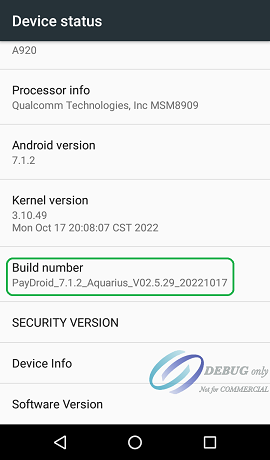 Device status
A920
Processor info
Qualcomm Technologies, Inc MSM8909
Android version
7.1.2
Kernel version
3.10.49
Mon Oct 17 20:08:07 CST 2022
Build number
PayDroid_7.1.2_Aquarius_V02.5.29_20221017
SECURITY VERSION
Device Info
DEBUG only
Not for COMMERCIAL
Software Version